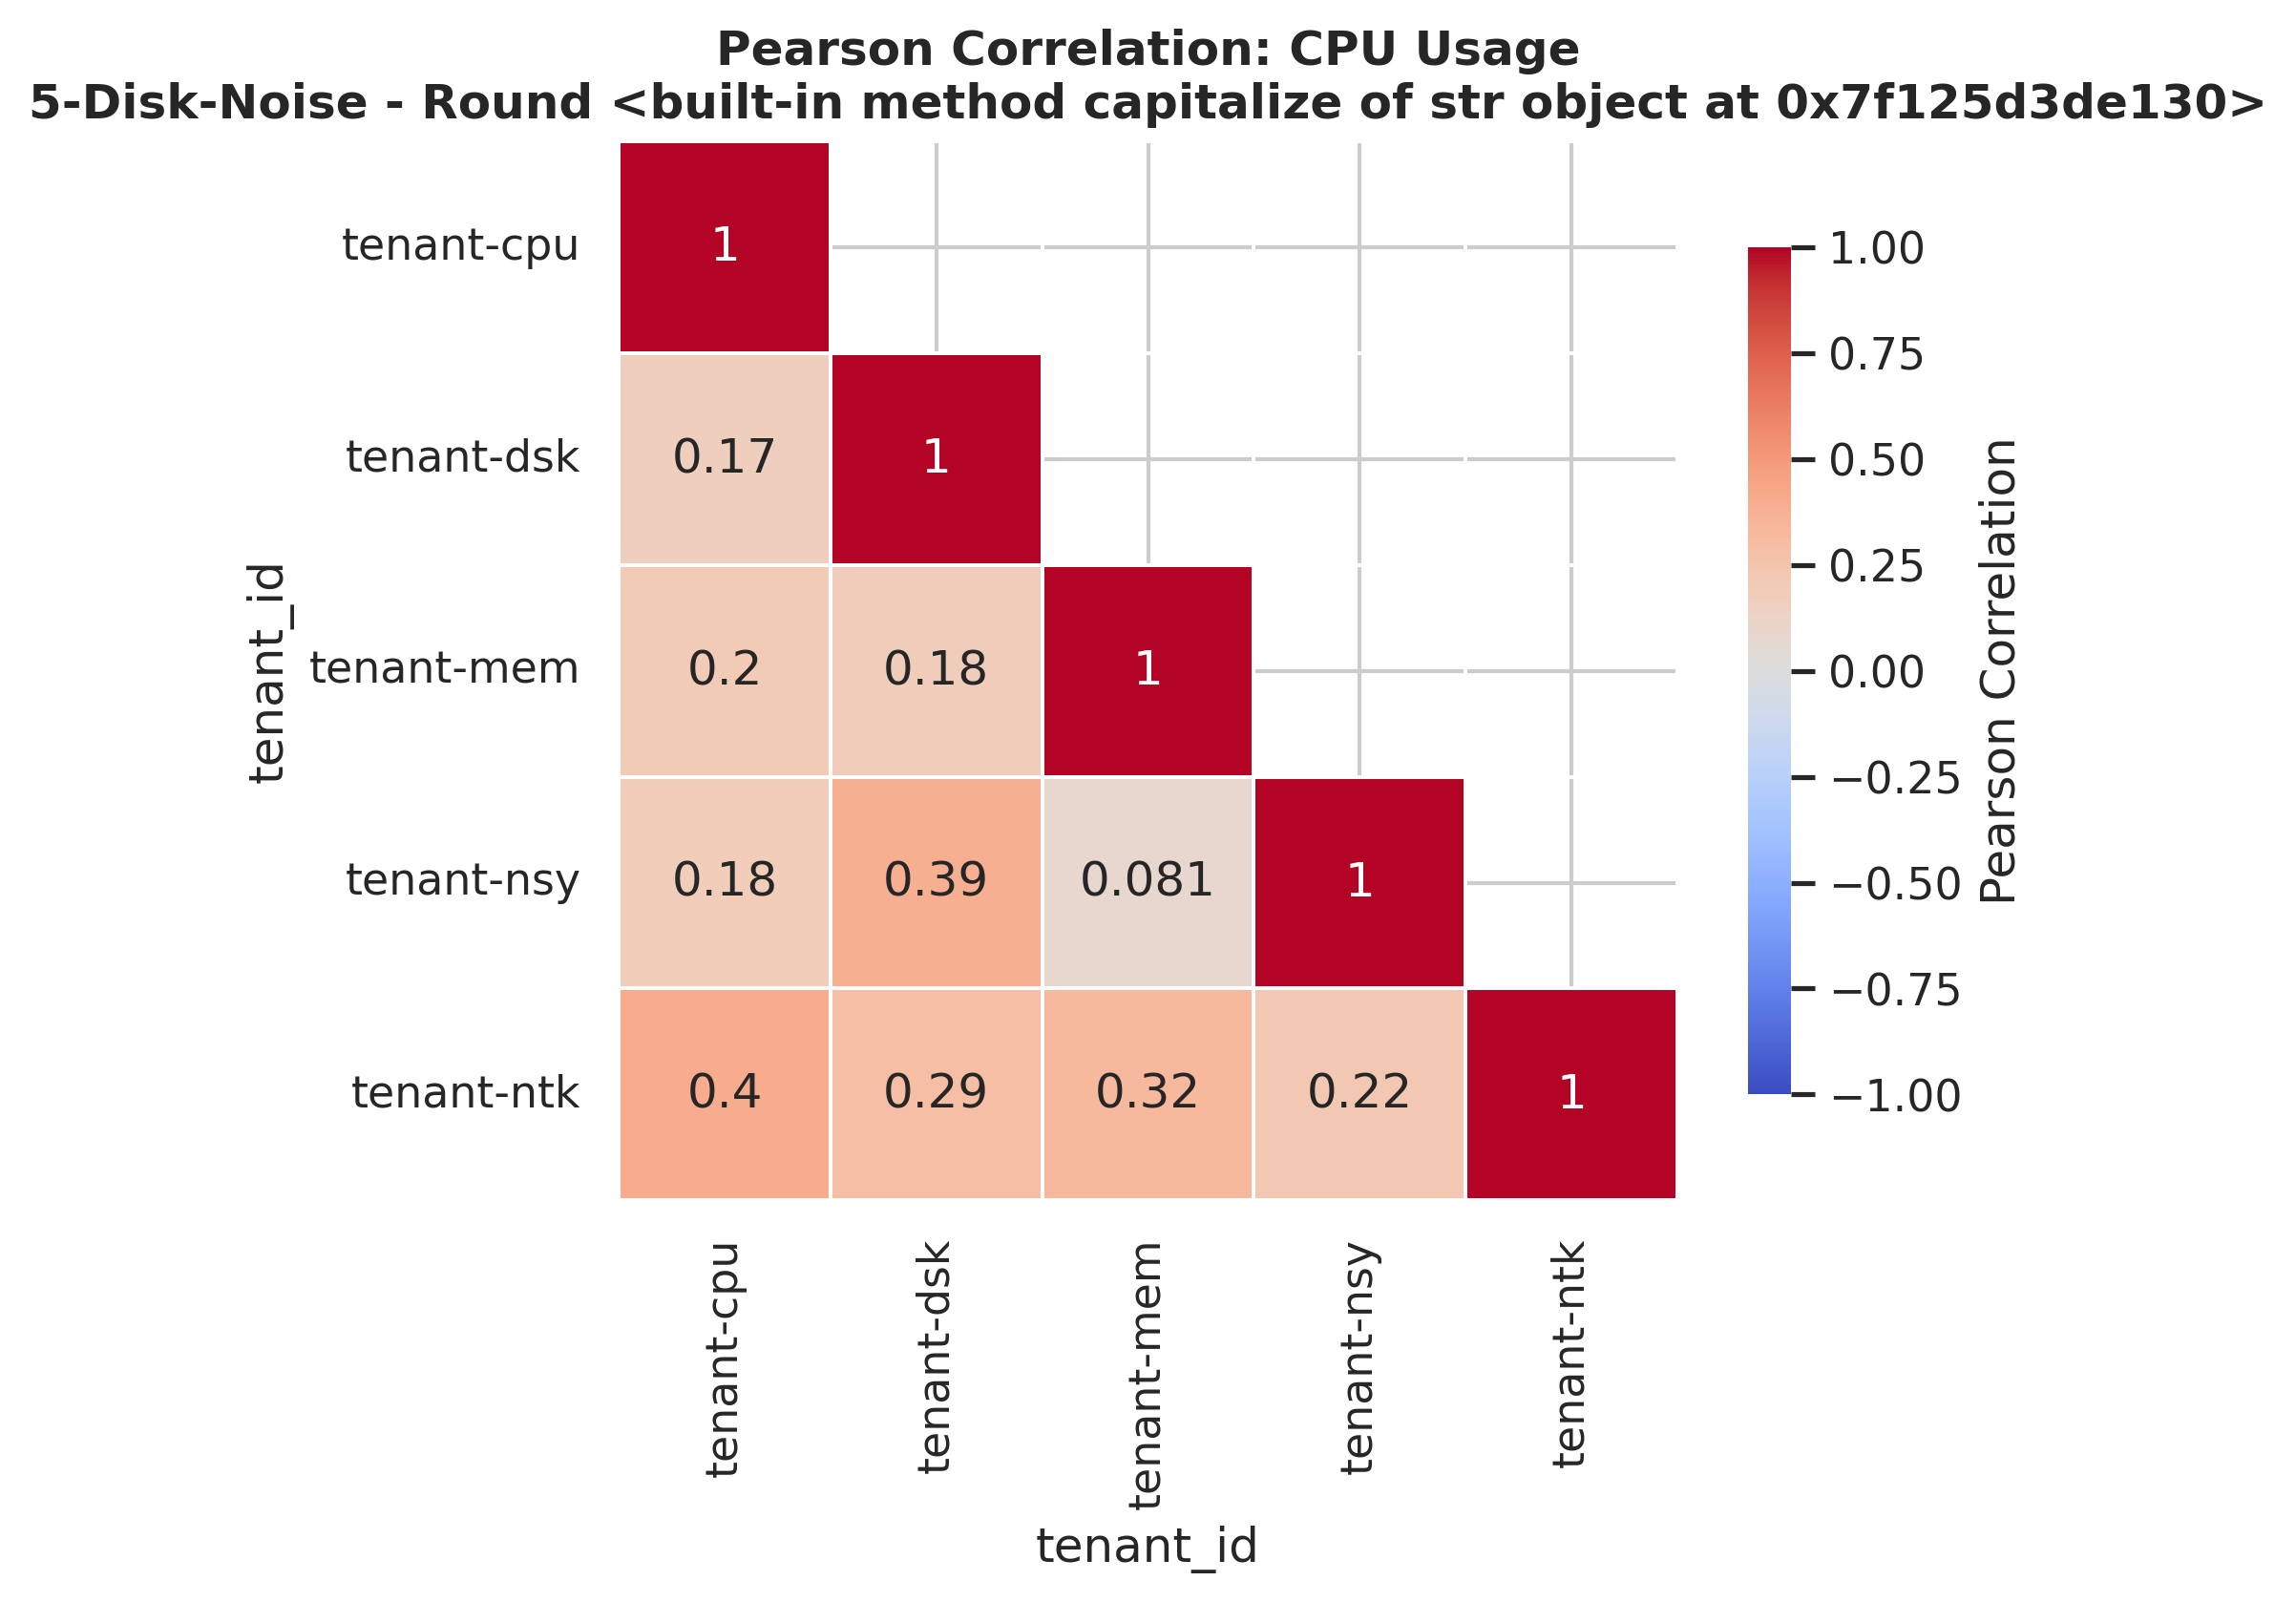 Pearson Correlation: CPU Usage
5-Disk-Noise - Round <built-in method capitalize of str object at 0x7f125d3de130>
tenant_id
tenant-cpu
1
tenant-dsk
0.17 1
tenant-mem
0.2 0.18 1
tenant-nsy
0.18 0.39 0.081 1
tenant-ntk
0.4 0.29 0.32 0.22 1
tenant-cpu
tenant-dsk
tenant-mem
tenant-nsy
tenant-ntk
tenant_id
1.00
0.75
0.50
0.25
0.00
−0.25
−0.50
−0.75
−1.00
Pearson Correlation